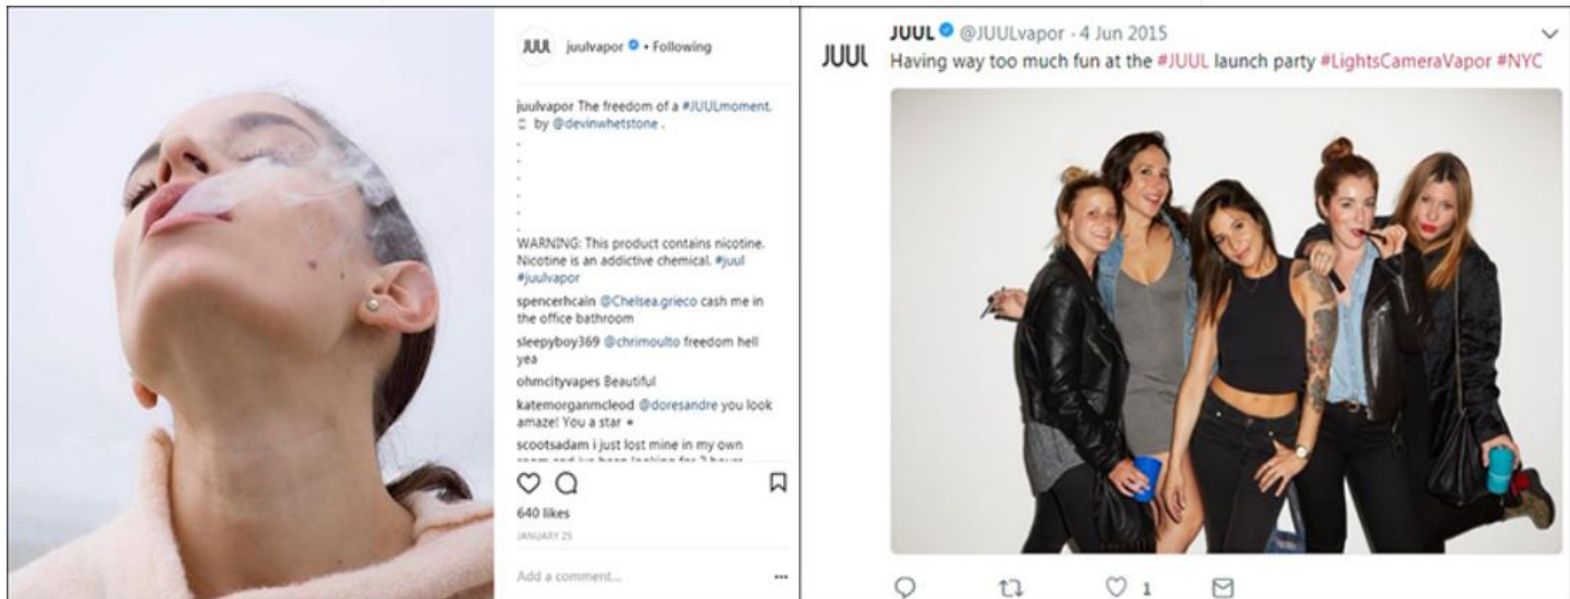 JUUL
juulvapor • Following
juulvapor The freedom of a #JUULmoment.
by @devinwhetstone .
.
.
.
.
.
.
WARNING: This product contains nicotine.
Nicotine is an addictive chemical. #juul
#juulvapor
spencerhcain @Chelsea.grieco cash me in
the office bathroom
sleepyboy369 @chrimoulto freedom hell
yea
ohmcityvapes Beautiful
katemorganmcleod @doresandre you look
amaze! You a star
scootsadam i just lost mine in my own
640 likes
JANUARY 25
Add a comment...
JUUL
JUUL @JUULvapor · 4 Jun 2015
Having way too much fun at the #JUUL launch party #LightsCameraVapor #NYC
1